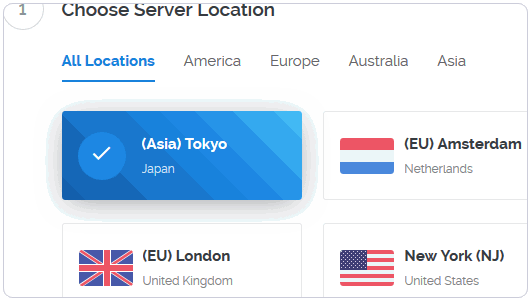 1
Choose Server Location
All Locations America Europe Australia Asia
(Asia) Tokyo
Japan
(EU) Amsterdam
Netherlands
(EU) London
United Kingdom
New York (NJ)
United States